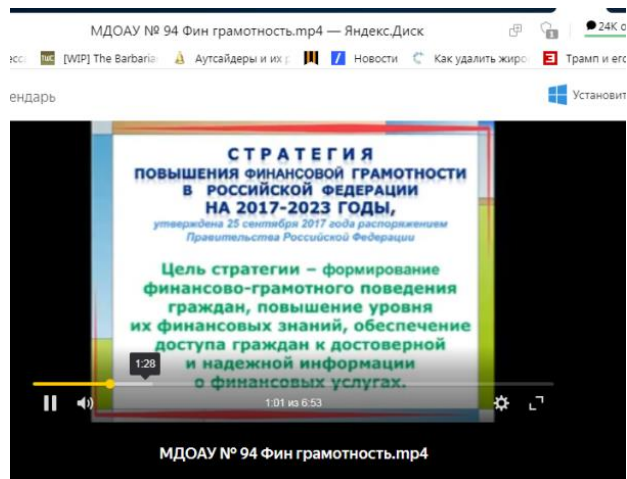 МДОАУ № 94 Фин грамотность.mp4 — Яндекс.Диск
24К о
есс: TWC [WIP] The Barbaria Аутсайдеры и их р Новости Как удалить жиро Трамп и его
ендарь
Установит
СТРАТЕГИЯ
ПОВЫШЕНИЯ ФИНАНСОВОЙ ГРАМОТНОСТИ
В РОССИЙСКОЙ ФЕДЕРАЦИИ
НА 2017-2023 ГОДЫ,
утверждена 25 сентября 2017 года распоряжением
Правительства Российской Федерации
Цель стратегии – формирование
финансово-грамотного поведения
граждан, повышение уровня
их финансовых знаний, обеспечение
доступа граждан к достоверной
и надежной информации
о финансовых услугах.
1:28
1:01 из 6:53
МДОАУ № 94 Фин грамотность.mp4